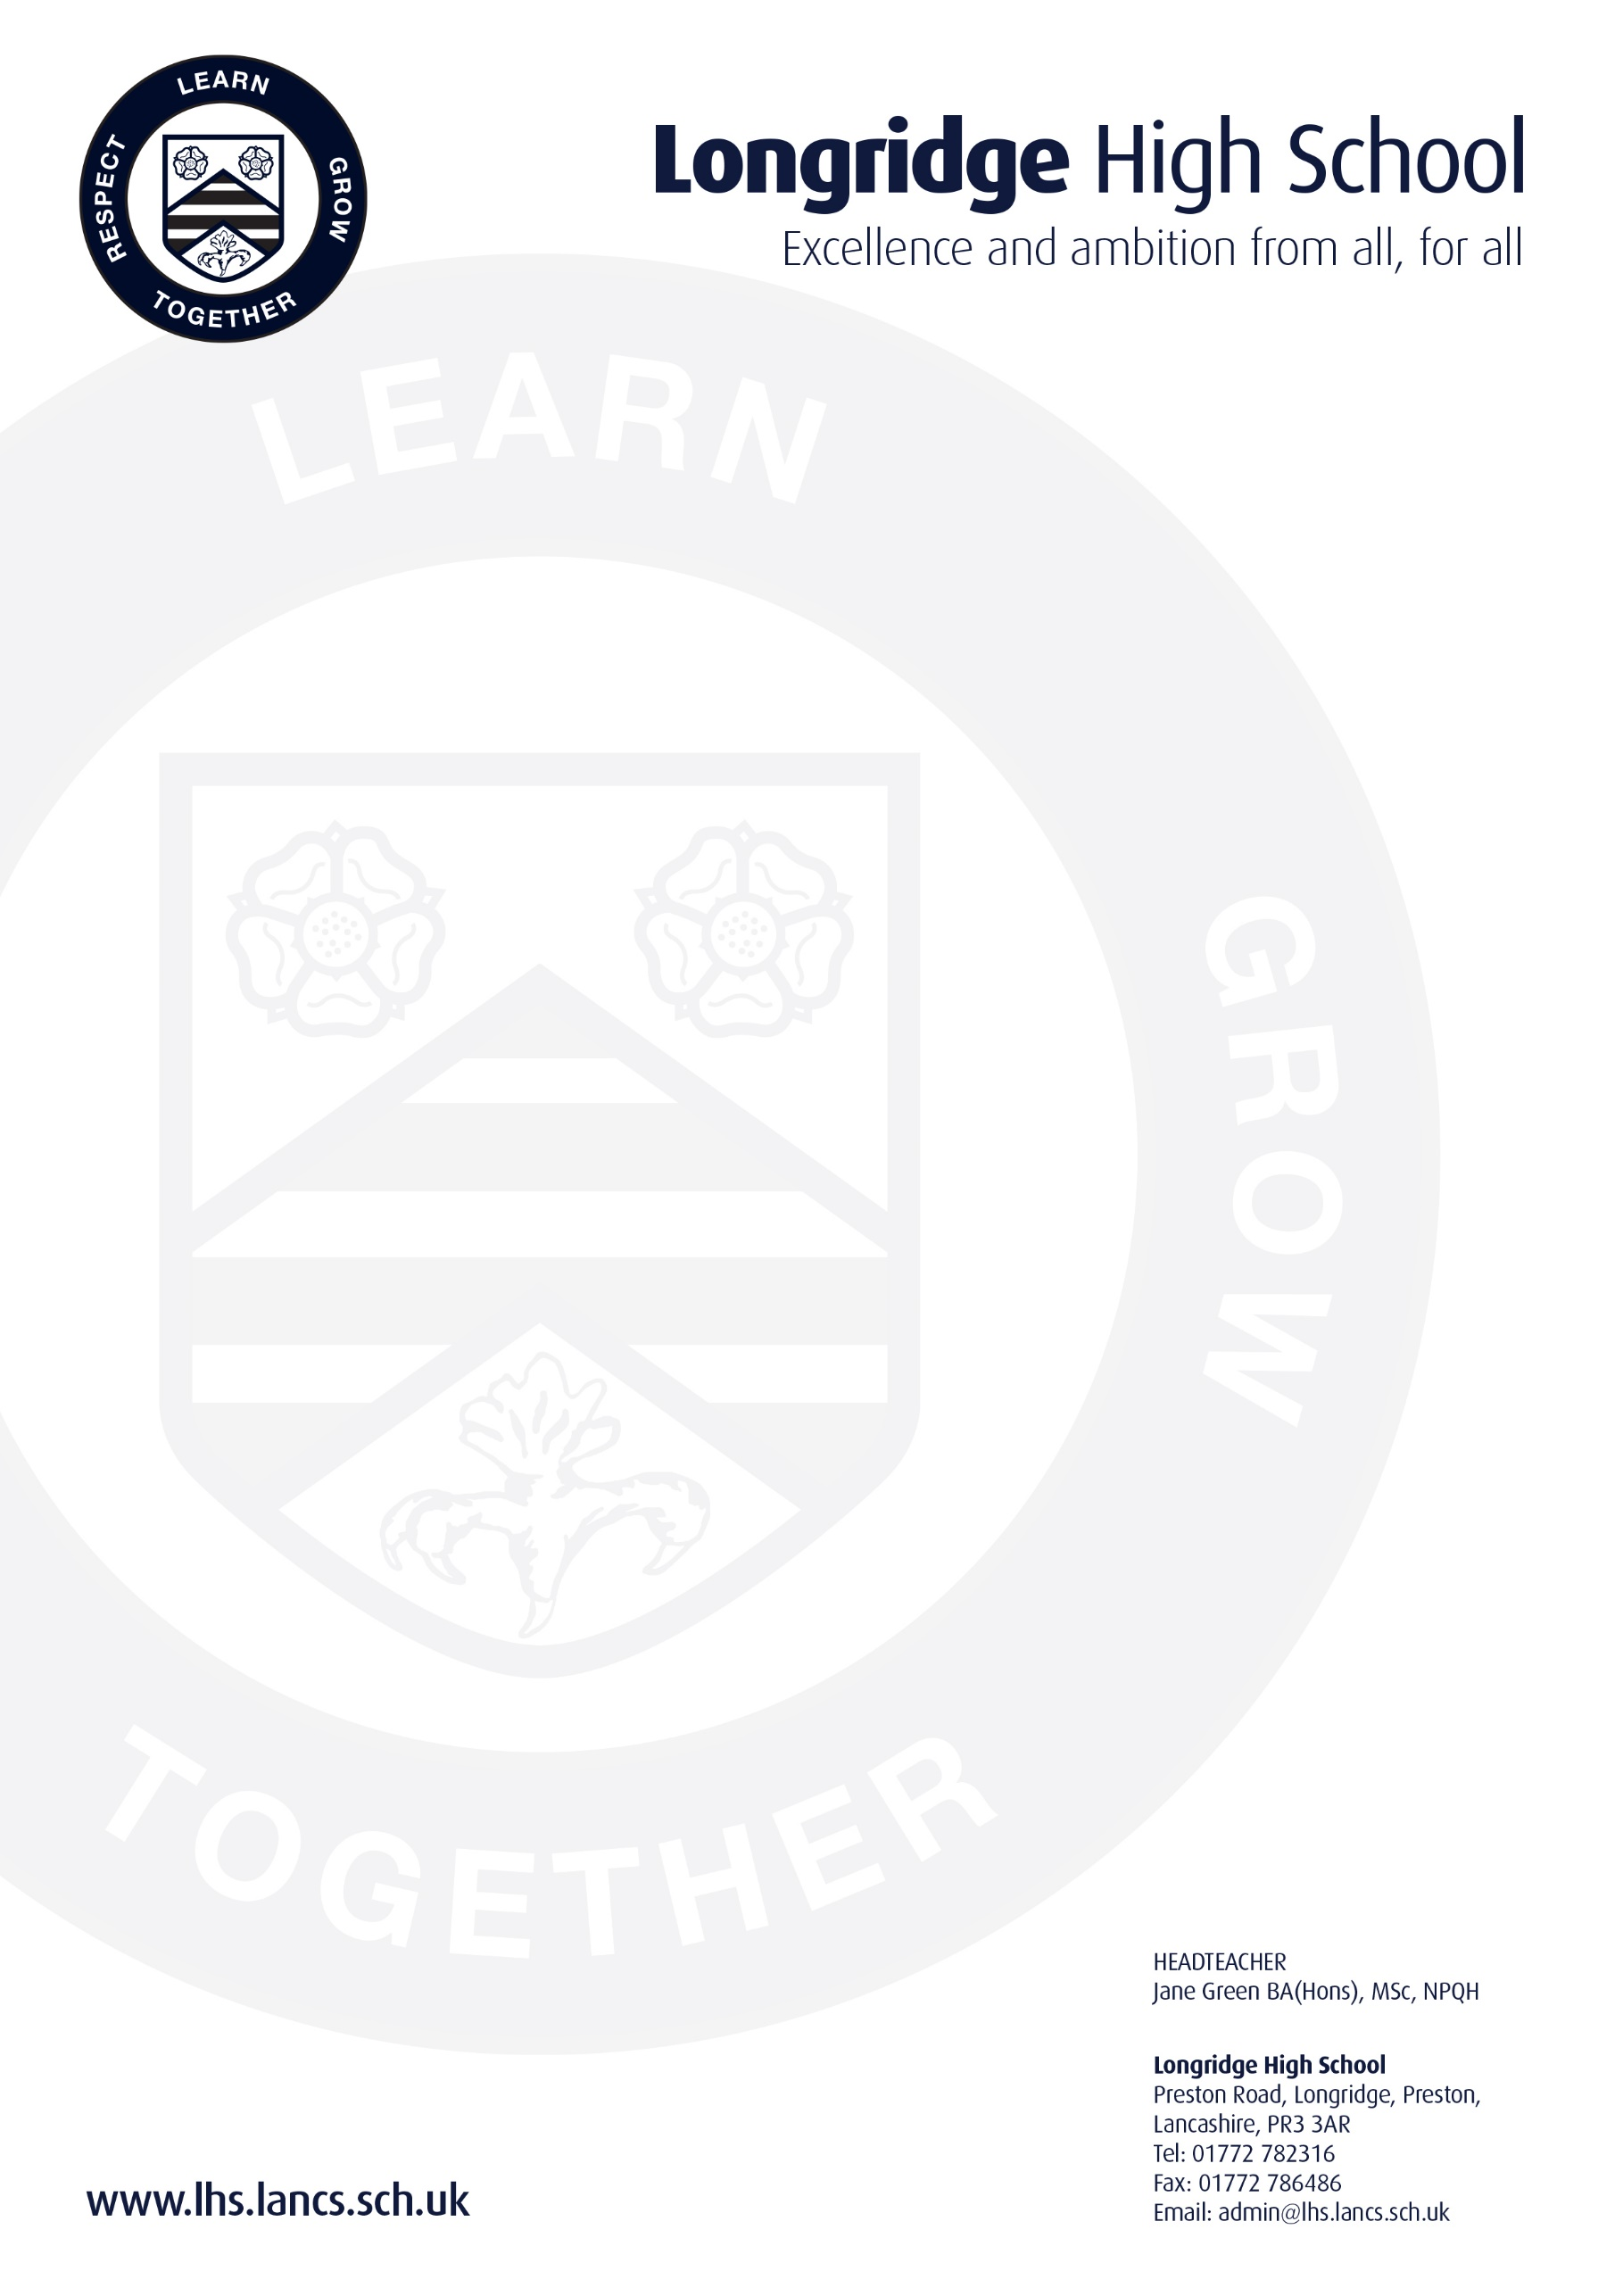 LEARN
RESPECT
GROW
TOGETHER
Longridge High School
Excellence and ambition from all, for all
LEARN
GROW
TOGETHER
HEADTEACHER
Jane Green BA(Hons), MSc, NPQH
Longridge High School
Preston Road, Longridge, Preston,
Lancashire, PR3 3AR
Tel: 01772 782316
Fax: 01772 786486
Email: admin@lhs.lancs.sch.uk
www.lhs.lancs.sch.uk